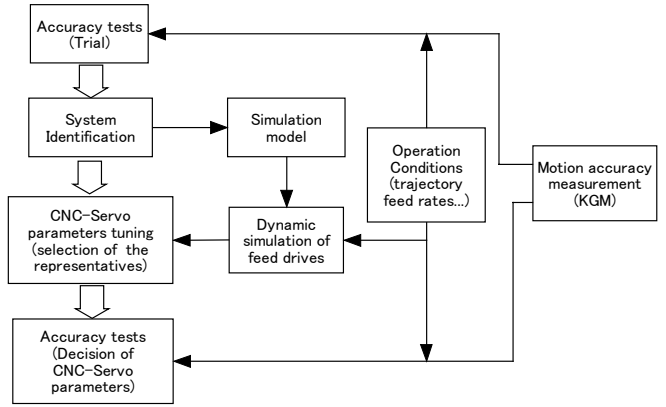 Accuracy tests
(Trial)
System
Identification
Simulation
model
Operation
Conditions
(trajectory
feed rates...)
Motion accuracy
measurement
(KGM)
CNC-Servo
parameters tuning
(selection of the
representatives)
Dynamic
simulation of
feed drives
Accuracy tests
(Decision of
CNC-Servo
parameters)